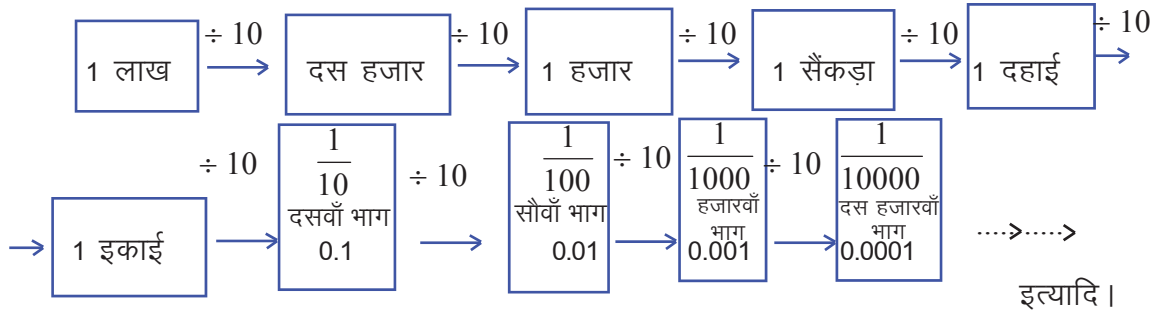 ÷ 10 ÷ 10 ÷ 10 ÷ 10 ÷ 10
1 लाख दस हजार 1 हजार 1 सैंकड़ा 1 दहाई
÷ 10 1/10 ÷ 10 1/100 ÷ 10 1/1000 ÷ 10 1/10000
1 इकाई दसवाँ भाग सौवाँ भाग हजारवाँ भाग दस हजारवाँ भाग
0.1 0.01 0.001 0.0001
इत्यादि।